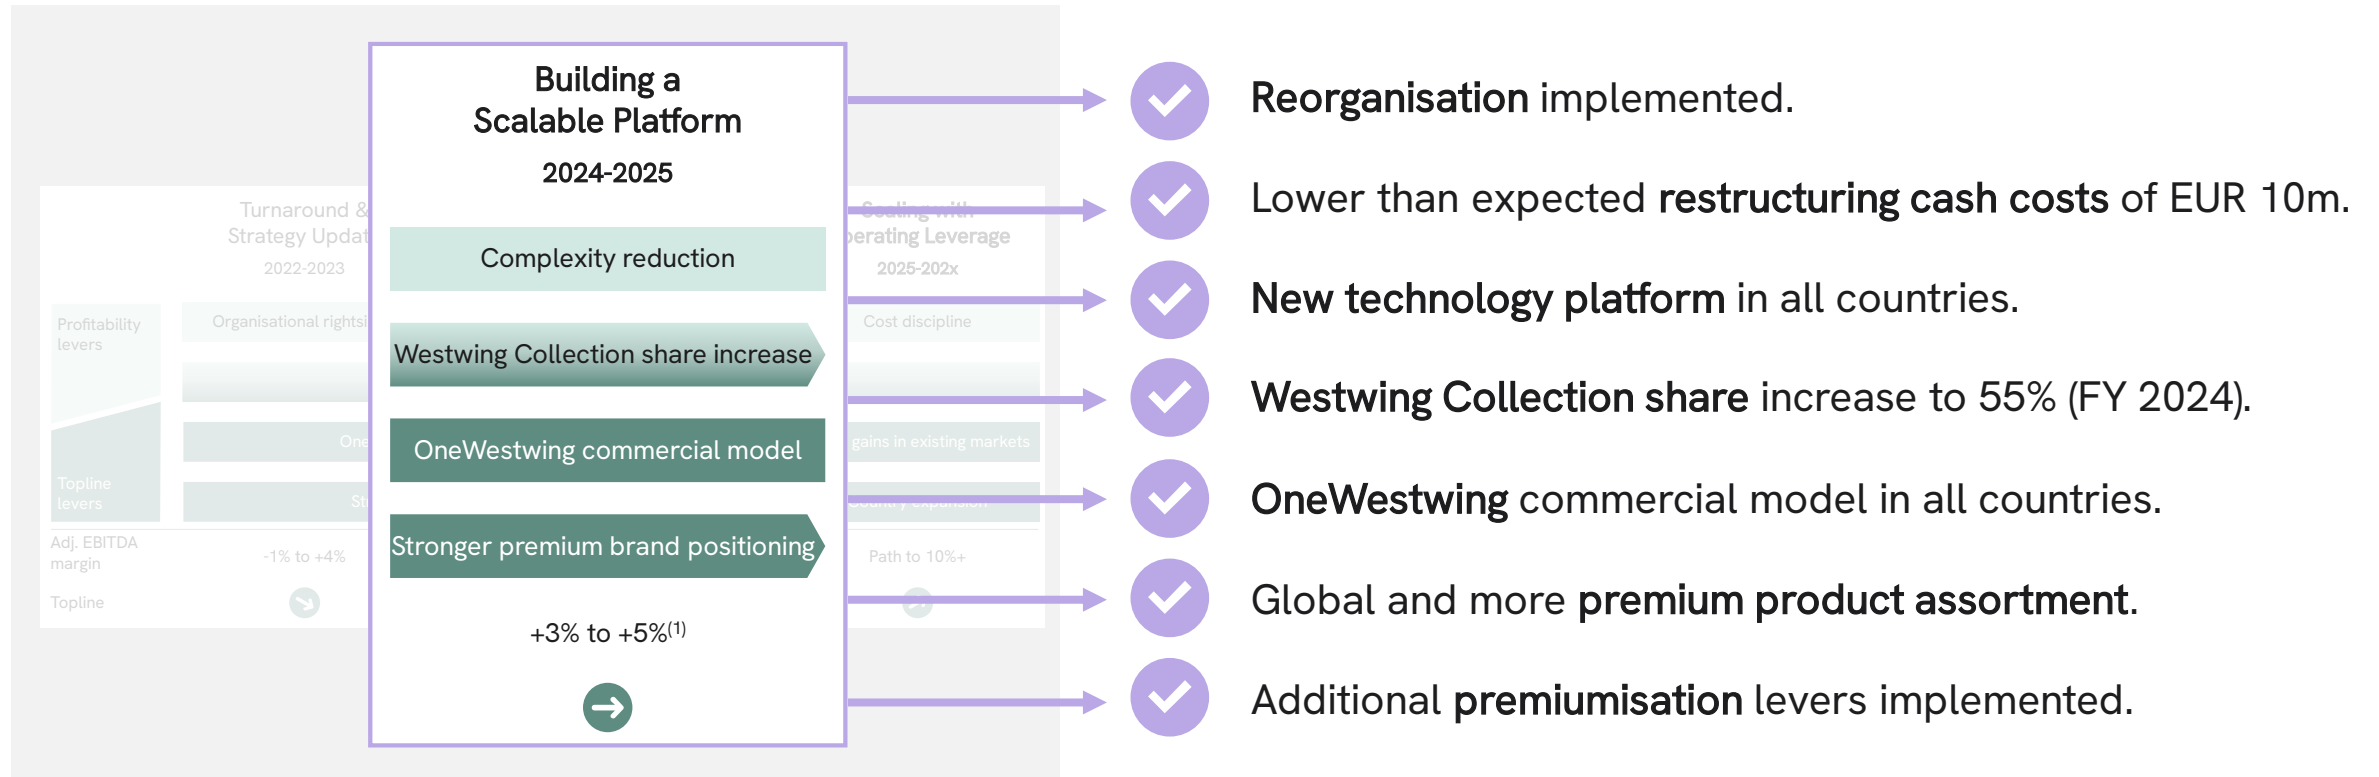 Building a
Scalable Platform
2024-2025
Complexity reduction
Westwing Collection share increase
OneWestwing commercial model
Stronger premium brand positioning
+3% to +5%(1)
Turnaround &
Strategy
2022-2023
Profitability
levers
Organisational
Topline
levers
Adj. EBITDA
margin
-1% to +4%
Topline
Scaling with
Leverage
2025-202x
Cost discipline
gains in existing markets
Country expansion
Path to 10%+
Reorganisation implemented.
Lower than expected restructuring cash costs of EUR 10m.
New technology platform in all countries.
Westwing Collection share increase to 55% (FY 2024).
OneWestwing commercial model in all countries.
Global and more premium product assortment.
Additional premiumisation levers implemented.